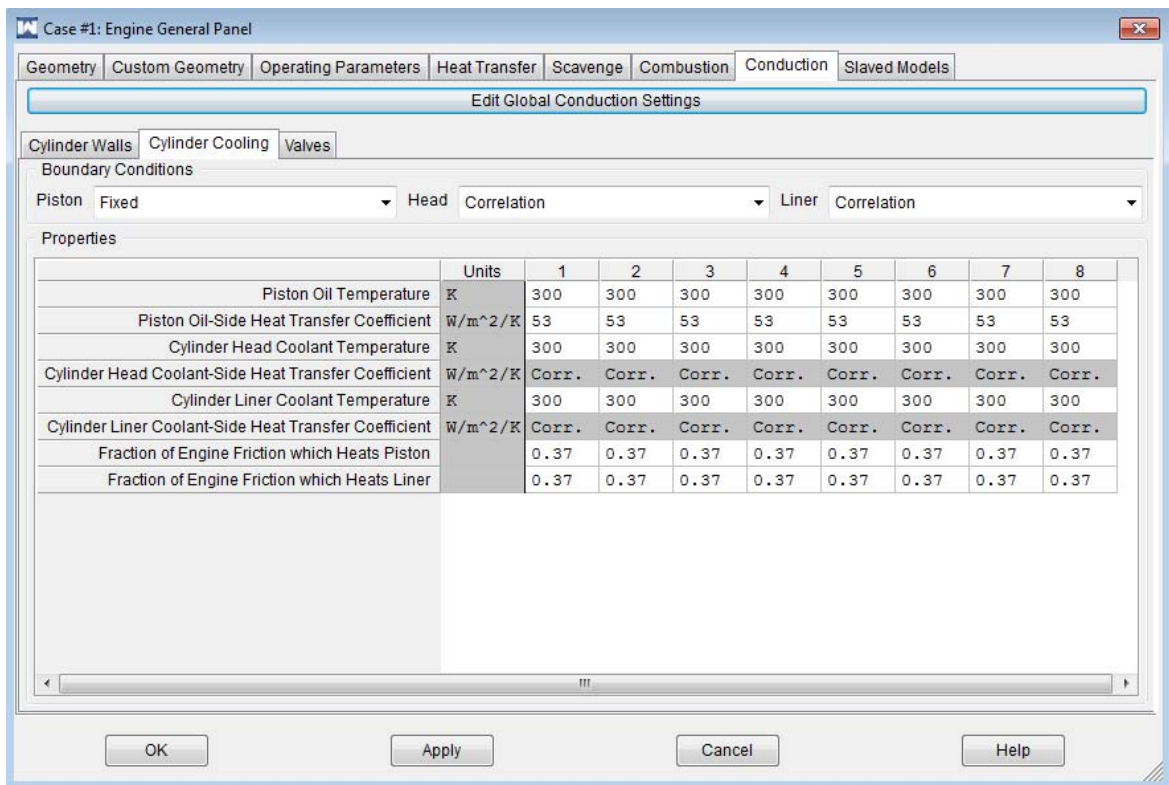 Case #1: Engine General Panel
Geometry Custom Geometry Operating Parameters Heat Transfer Scavenge Combustion Conduction Slaved Models
Edit Global Conduction Settings
Cylinder Walls Cylinder Cooling Valves
Boundary Conditions
Piston Fixed Head Correlation Liner Correlation
Properties
Units 1 2 3 4 5 6 7 8
Piston Oil Temperature K 300 300 300 300 300 300 300 300
Piston Oil-Side Heat Transfer Coefficient W/m^2/K 53 53 53 53 53 53 53 53
Cylinder Head Coolant Temperature K 300 300 300 300 300 300 300 300
Cylinder Head Coolant-Side Heat Transfer Coefficient W/m^2/K Corr. Corr. Corr. Corr. Corr. Corr. Corr. Corr.
Cylinder Liner Coolant Temperature K 300 300 300 300 300 300 300 300
Cylinder Liner Coolant-Side Heat Transfer Coefficient W/m^2/K Corr. Corr. Corr. Corr. Corr. Corr. Corr. Corr.
Fraction of Engine Friction which Heats Piston 0.37 0.37 0.37 0.37 0.37 0.37 0.37 0.37
Fraction of Engine Friction which Heats Liner 0.37 0.37 0.37 0.37 0.37 0.37 0.37 0.37
OK Apply Cancel Help